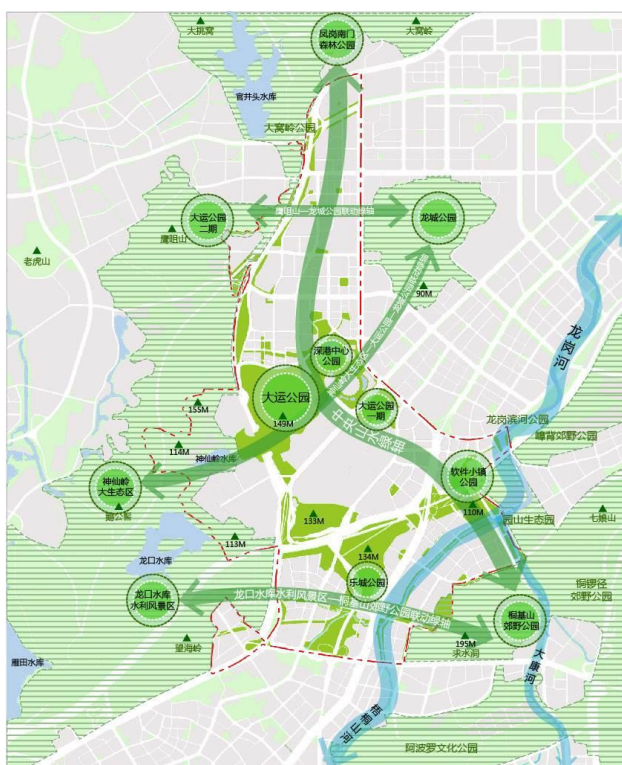 大挑窝
凤岗南门
森林公园
大窝岭
官井头水库
大窝岭公园
大运公园
二期
鹰咀山
鹰咀山—龙城公园联动绿轴
龙城公园
老虎山
90M
龙岗河
深港中心
公园
大运公园
149M
大运公园
一期
中央山水绿轴
155M
114M
神仙岭水库
神仙岭
大生态区
龙岗滨河公园
嶂背郊野公园
软件小镇
公园
110M
园山生态园
七娘山
133M
113M
134M
龙口水库
乐城公园
龙口水库
水利风景区
龙口水库水利风景区—桐基山郊野公园联动绿轴
铜锣径
郊野公园
桐基山
郊野公园
望海岭
195M
求水洞
雁田水库
大康河
梧桐山河
阿波罗文化公园